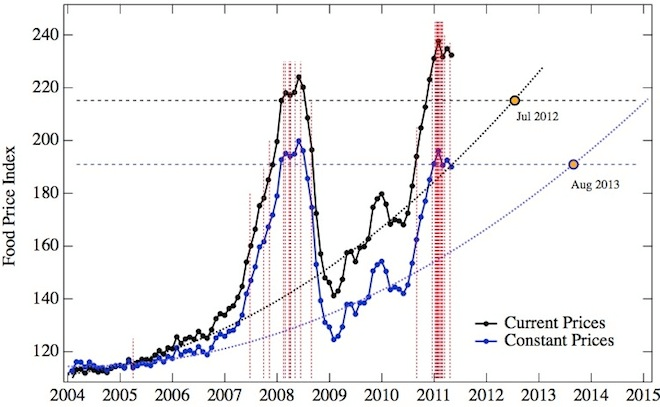 Food Price Index
240
220
200
180
160
140
120
Jul 2012
Aug 2013
Current Prices
Constant Prices
2004 2005 2006 2007 2008 2009 2010 2011 2012 2013 2014 2015